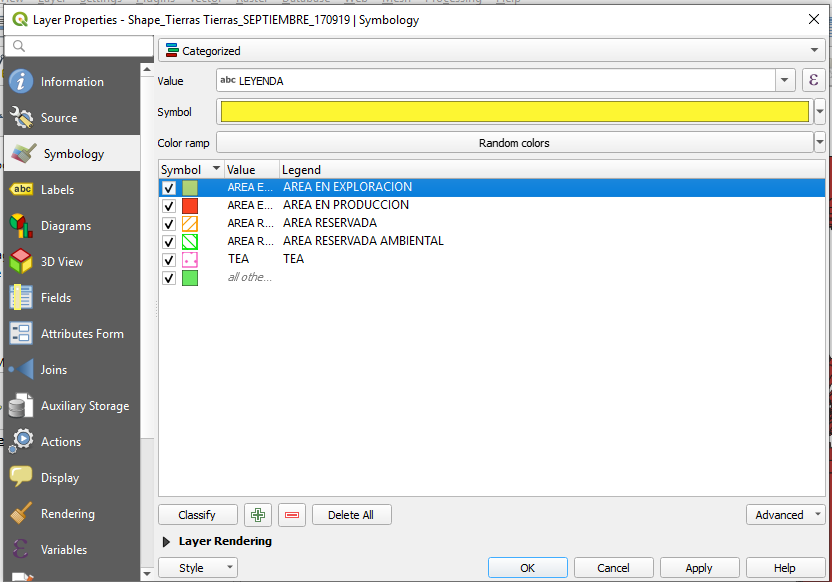 Layer Properties - Shape_Tierras Tierras_SEPTIEMBRE_170919 | Symbology
Information
Source
Symbology
abc Labels
Diagrams
3D View
Fields
Attributes Form
Joins
Auxiliary Storage
Actions
Display
Rendering
Variables
Categorized
Value abc LEYENDA ε
Symbol
Color ramp Random colors
Symbol Value Legend
AREA E... AREA EN EXPLORACION
AREA E... AREA EN PRODUCCION
AREA R... AREA RESERVADA
AREA R... AREA RESERVADA AMBIENTAL
TEA TEA
all othe...
Classify Delete All Advanced
Layer Rendering
Style OK Cancel Apply Help